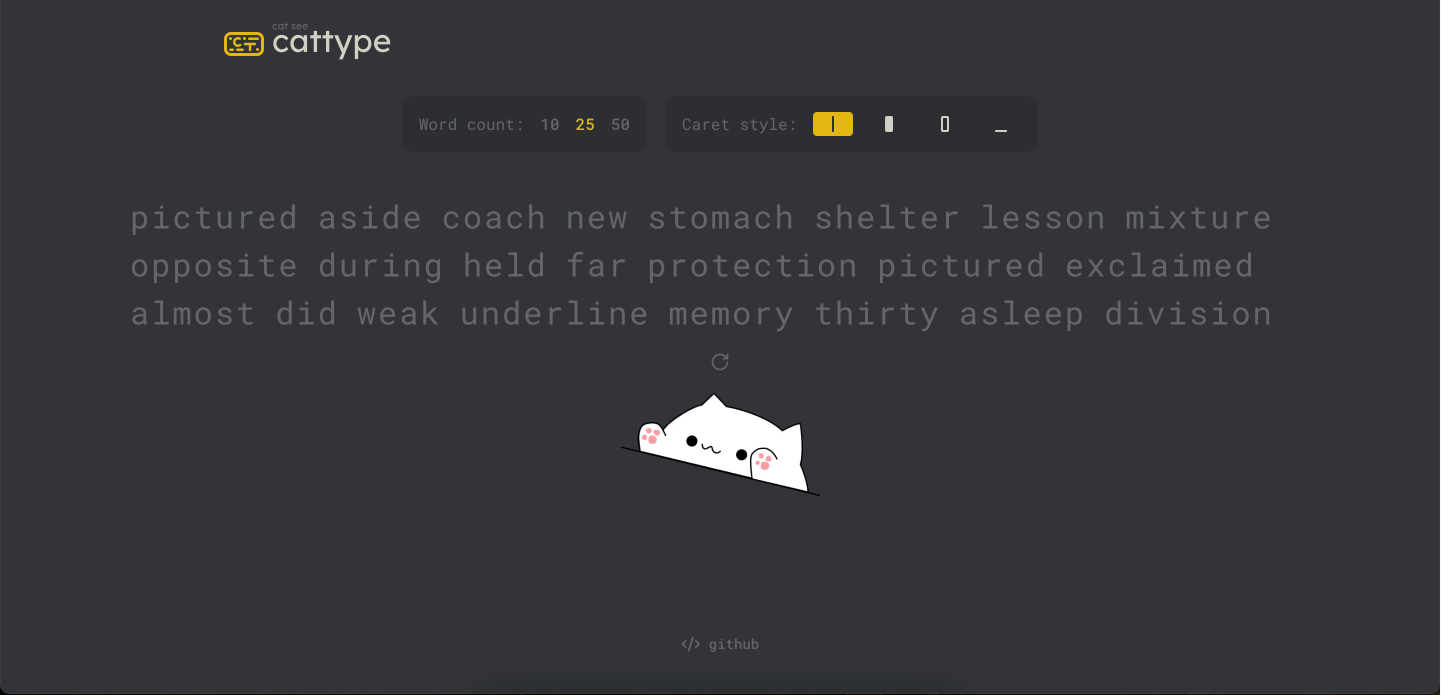 cat see
cattype
Word count: 10 25 50
Caret style:
pictured aside coach new stomach shelter lesson mixture
opposite during held far protection pictured exclaimed
almost did weak underline memory thirty asleep division
github